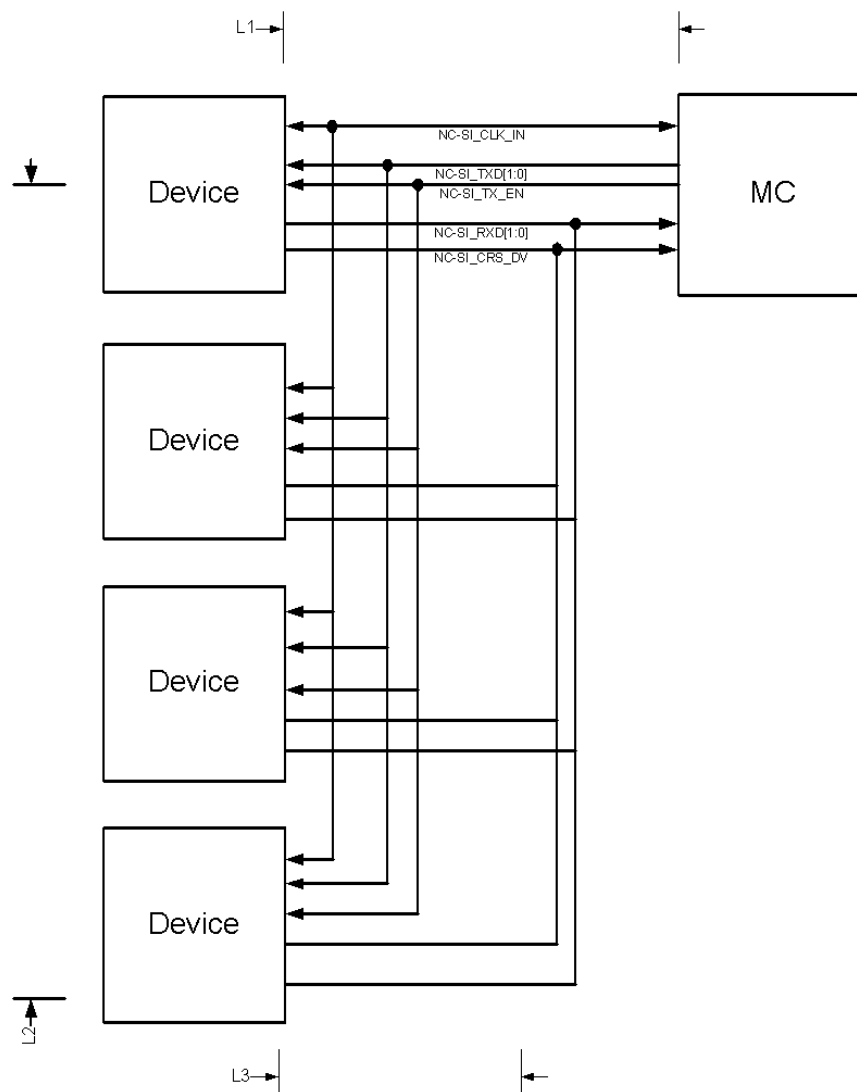 L1
NC-SI_CLK_IN
NC-SI_TXD[1:0]
Device
NC-SI_TX_EN
MC
NC-SI_RXD[1:0]
NC-SI_CRS_DV
Device
Device
Device
L2
L3